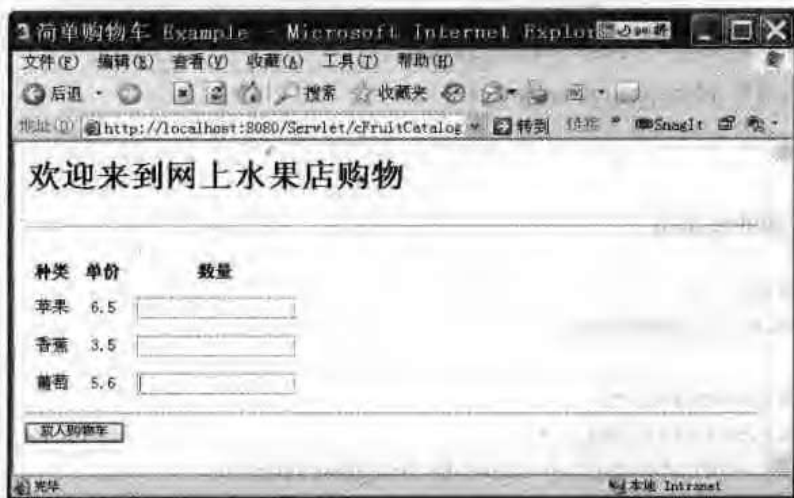 简单购物车 Example - Microsoft Internet Explor
文件(F) 编辑(E) 查看(V) 收藏(A) 工具(T) 帮助(H)
后退 搜索 收藏夹
地址(D) http://localhost:8080/Servlet/cFruitCatalog 转到 链接 » SnagIt
欢迎来到网上水果店购物
种类 单价 数量
苹果 6.5
香蕉 3.5
葡萄 5.6
放入购物车
完毕 本地 Intranet